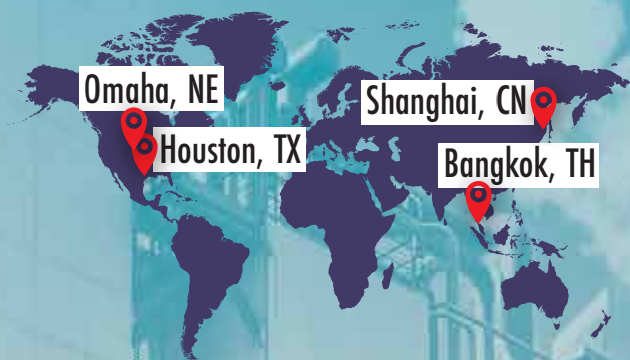 Omaha, NE
Shanghai, CN
Houston, TX
Bangkok, TH